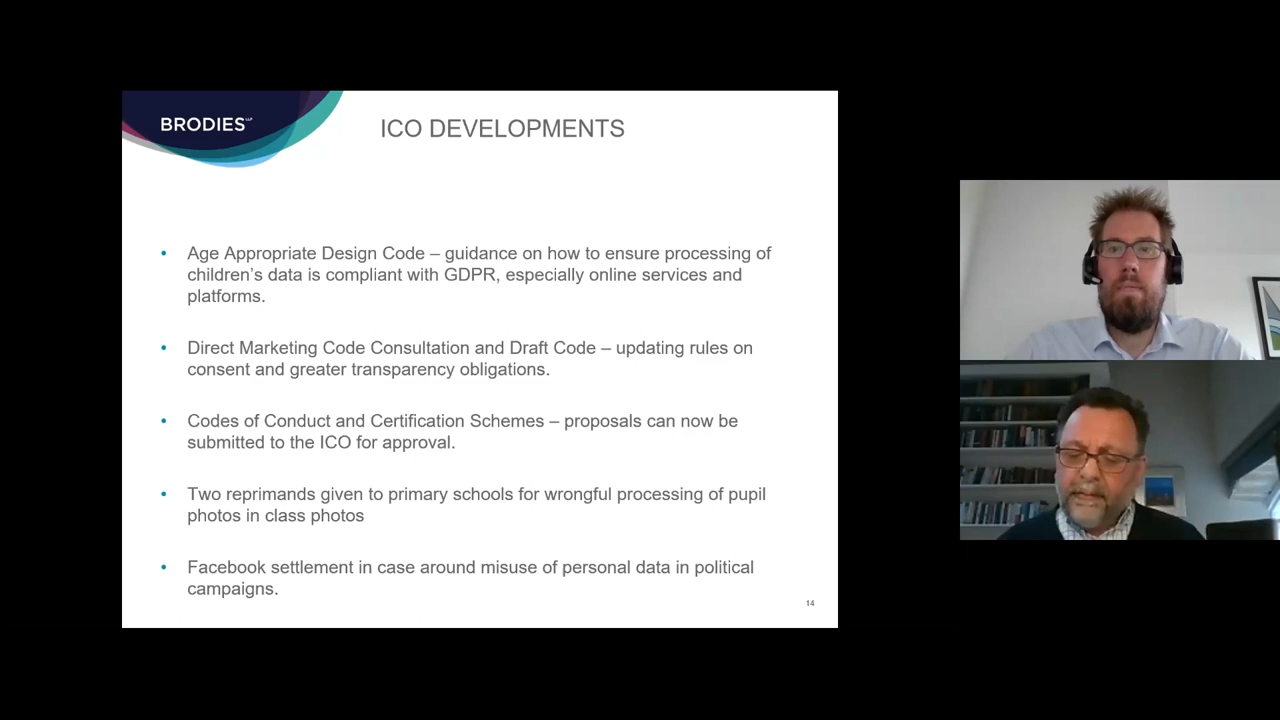 BRODIES LLP
ICO DEVELOPMENTS
• Age Appropriate Design Code – guidance on how to ensure processing of
children's data is compliant with GDPR, especially online services and
platforms.
• Direct Marketing Code Consultation and Draft Code – updating rules on
consent and greater transparency obligations.
• Codes of Conduct and Certification Schemes – proposals can now be
submitted to the ICO for approval.
• Two reprimands given to primary schools for wrongful processing of pupil
photos in class photos
• Facebook settlement in case around misuse of personal data in political
campaigns.
14